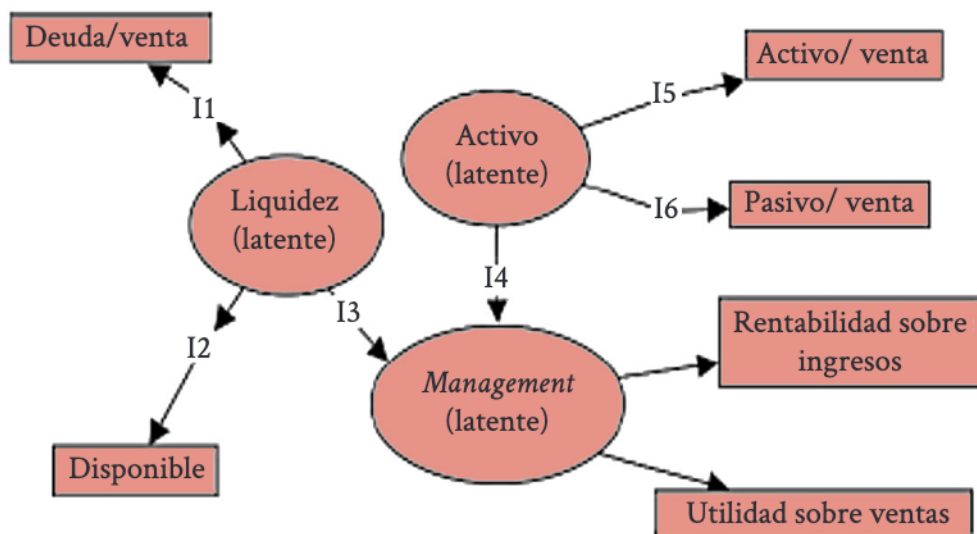 Deuda/venta
I1
Liquidez
(latente)
I2
Disponible
I3
Activo
(latente)
I4
I5
Activo/ venta
I6
Pasivo/ venta
Management
(latente)
Rentabilidad sobre
ingresos
Utilidad sobre ventas